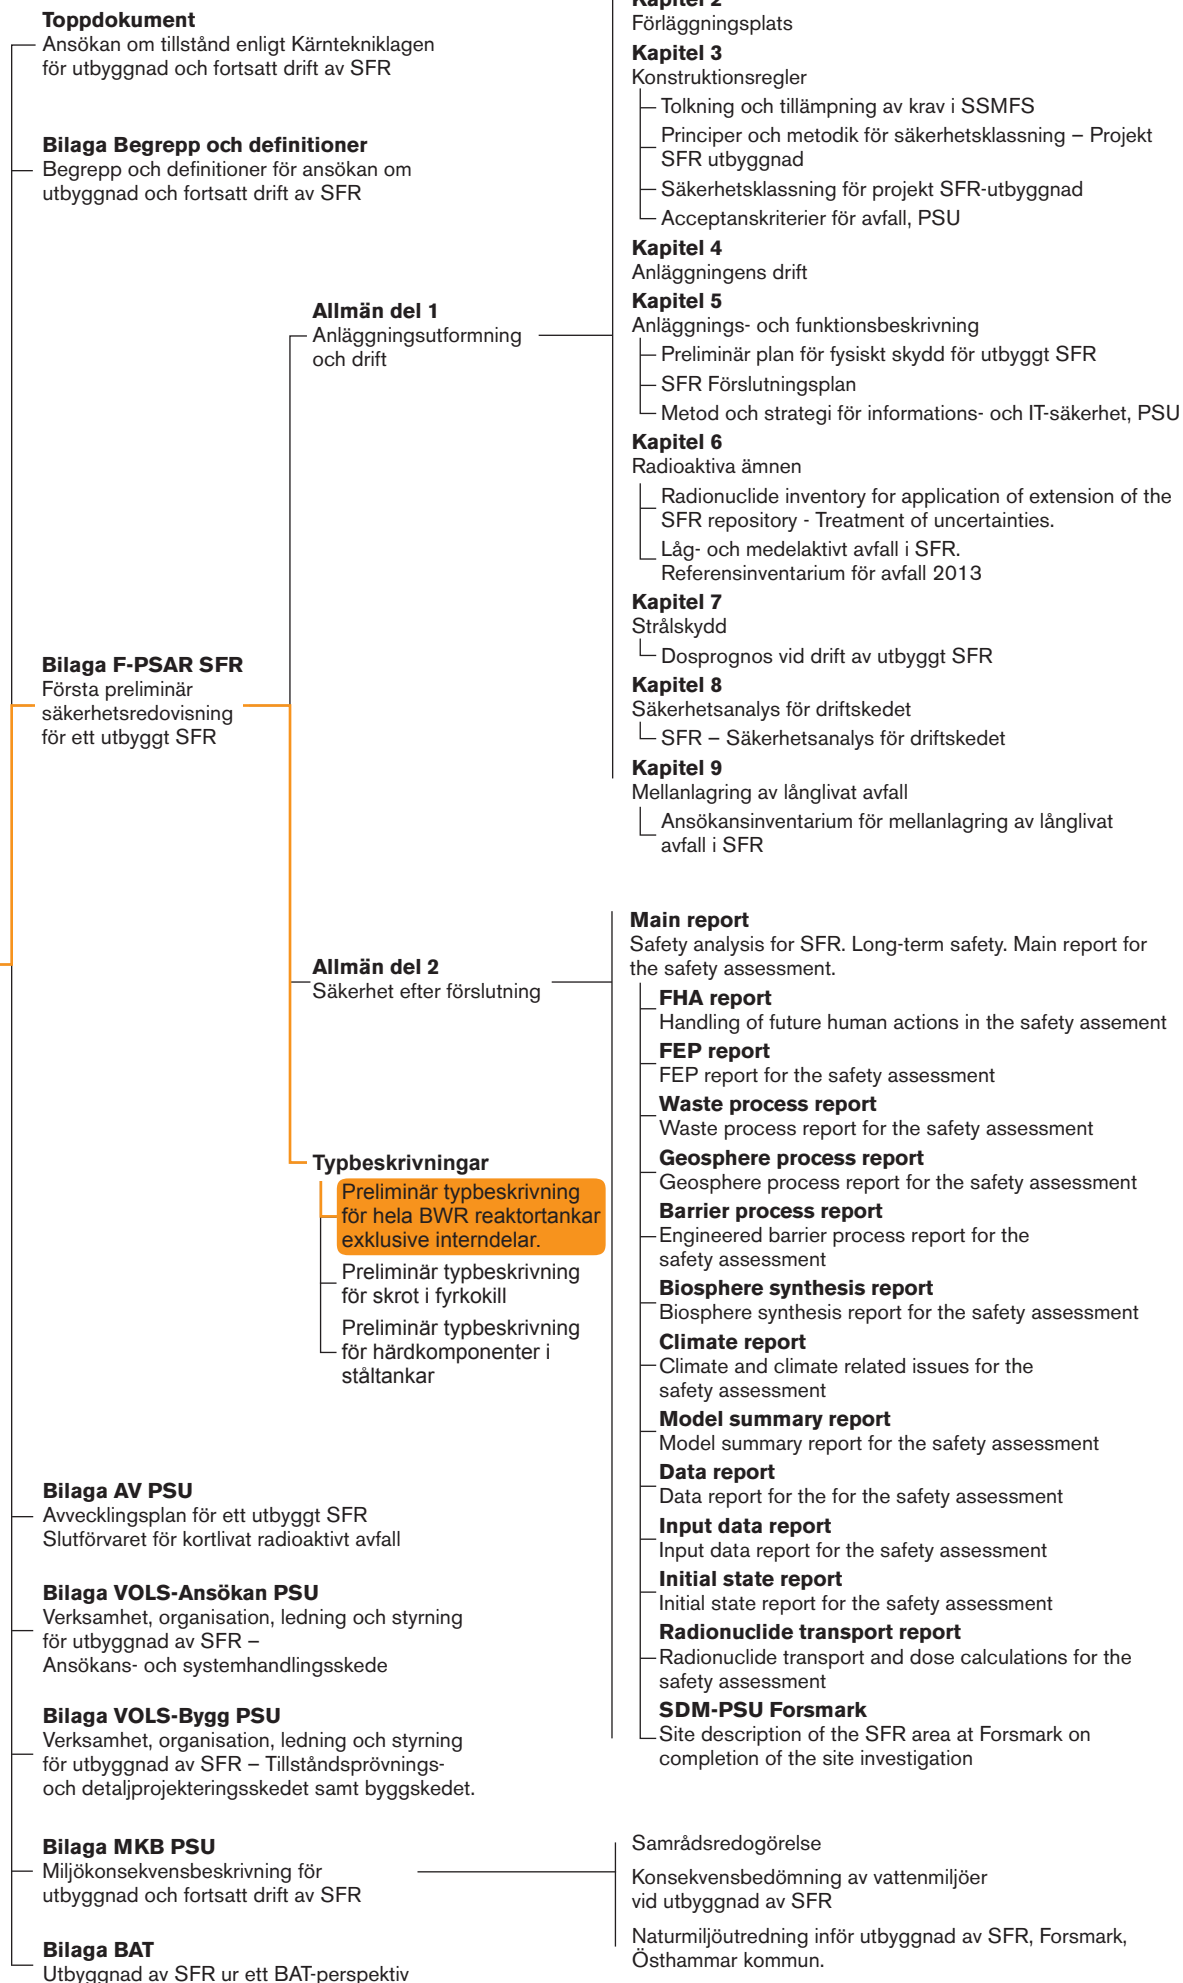 Toppdokument
Ansökan om tillstånd enligt Kärntekniklagen
för utbyggnad och fortsatt drift av SFR
Bilaga Begrepp och definitioner
Begrepp och definitioner för ansökan om
utbyggnad och fortsatt drift av SFR
Bilaga F-PSAR SFR
Första preliminär
säkerhetsredovisning
för ett utbyggt SFR
Allmän del 1
Anläggningsutformning
och drift
Kapitel 2
Förläggningsplats
Kapitel 3
Konstruktionsregler
Tolkning och tillämpning av krav i SSMFS
Principer och metodik för säkerhetsklassning – Projekt
SFR utbyggnad
Säkerhetsklassning för projekt SFR-utbyggnad
Acceptanskriterier för avfall, PSU
Kapitel 4
Anläggningens drift
Kapitel 5
Anläggnings- och funktionsbeskrivning
Preliminär plan för fysiskt skydd för utbyggt SFR
SFR Förslutningsplan
Metod och strategi för informations- och IT-säkerhet, PSU
Kapitel 6
Radioaktiva ämnen
Radionuclide inventory for application of extension of the
SFR repository - Treatment of uncertainties.
Låg- och medelaktivt avfall i SFR.
Referensinventarium för avfall 2013
Kapitel 7
Strålskydd
Dosprognos vid drift av utbyggt SFR
Kapitel 8
Säkerhetsanalys för driftskedet
SFR – Säkerhetsanalys för driftskedet
Kapitel 9
Mellanlagring av långlivat avfall
Ansökansinventarium för mellanlagring av långlivat
avfall i SFR
Allmän del 2
Säkerhet efter förslutning
Main report
Safety analysis for SFR. Long-term safety. Main report for
the safety assessment.
FHA report
Handling of future human actions in the safety assement
FEP report
FEP report for the safety assessment
Waste process report
Waste process report for the safety assessment
Geosphere process report
Geosphere process report for the safety assessment
Barrier process report
Engineered barrier process report for the
safety assessment
Biosphere synthesis report
Biosphere synthesis report for the safety assessment
Climate report
Climate and climate related issues for the
safety assessment
Model summary report
Model summary report for the safety assessment
Data report
Data report for the for the safety assessment
Input data report
Input data report for the safety assessment
Initial state report
Initial state report for the safety assessment
Radionuclide transport report
Radionuclide transport and dose calculations for the
safety assessment
SDM-PSU Forsmark
Site description of the SFR area at Forsmark on
completion of the site investigation
Typbeskrivningar
Preliminär typbeskrivning
för hela BWR reaktortankar
exklusive interndelar.
Preliminär typbeskrivning
för skrot i fyrkokill
Preliminär typbeskrivning
för härdkomponenter i
ståltankar
Bilaga AV PSU
Avvecklingsplan för ett utbyggt SFR
Slutförvaret för kortlivat radioaktivt avfall
Bilaga VOLS-Ansökan PSU
Verksamhet, organisation, ledning och styrning
för utbyggnad av SFR –
Ansökans- och systemhandlingsskede
Bilaga VOLS-Bygg PSU
Verksamhet, organisation, ledning och styrning
för utbyggnad av SFR – Tillståndsprövnings-
och detaljprojekteringsskedet samt byggskedet.
Bilaga MKB PSU
Miljökonsekvensbeskrivning för
utbyggnad och fortsatt drift av SFR
Samrådsredogörelse
Konsekvensbedömning av vattenmiljöer
vid utbyggnad av SFR
Naturmiljöutredning inför utbyggnad av SFR, Forsmark,
Östhammar kommun.
Bilaga BAT
Utbyggnad av SFR ur ett BAT-perspektiv